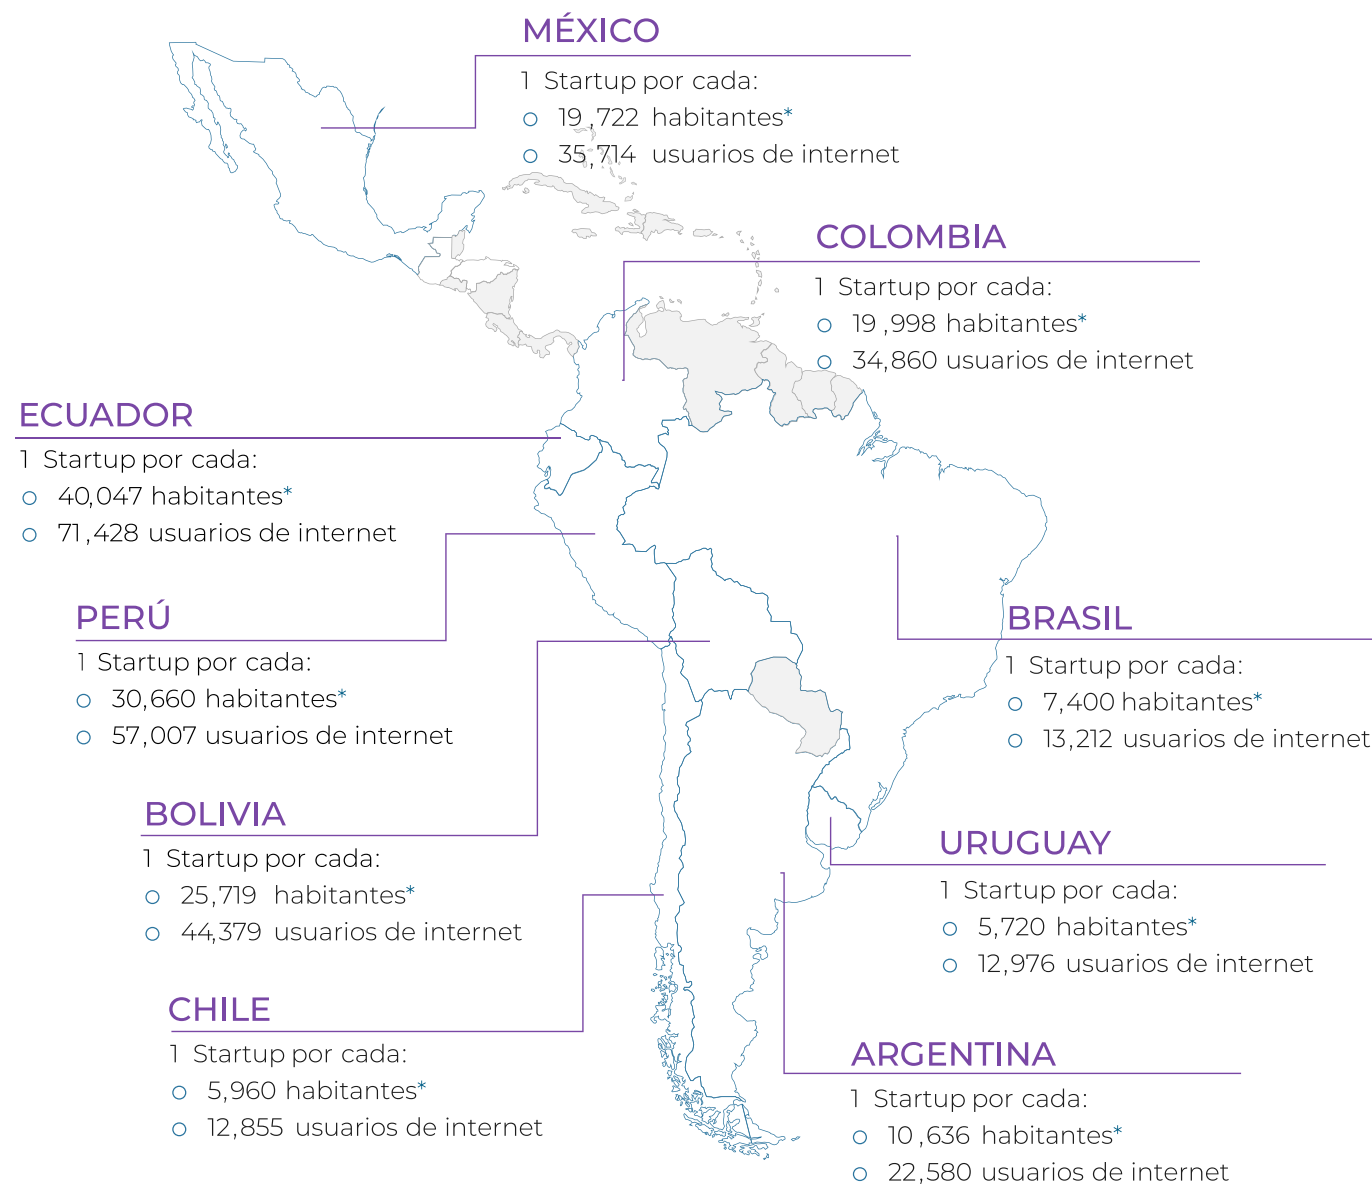 MÉXICO
1 Startup por cada:
19,722 habitantes*
35,714 usuarios de internet
COLOMBIA
1 Startup por cada:
19,998 habitantes*
34,860 usuarios de internet
ECUADOR
1 Startup por cada:
40,047 habitantes*
71,428 usuarios de internet
PERÚ
1 Startup por cada:
30,660 habitantes*
57,007 usuarios de internet
BRASIL
1 Startup por cada:
7,400 habitantes*
13,212 usuarios de internet
BOLIVIA
1 Startup por cada:
25,719 habitantes*
44,379 usuarios de internet
URUGUAY
1 Startup por cada:
5,720 habitantes*
12,976 usuarios de internet
CHILE
1 Startup por cada:
5,960 habitantes*
12,855 usuarios de internet
ARGENTINA
1 Startup por cada:
10,636 habitantes*
22,580 usuarios de internet